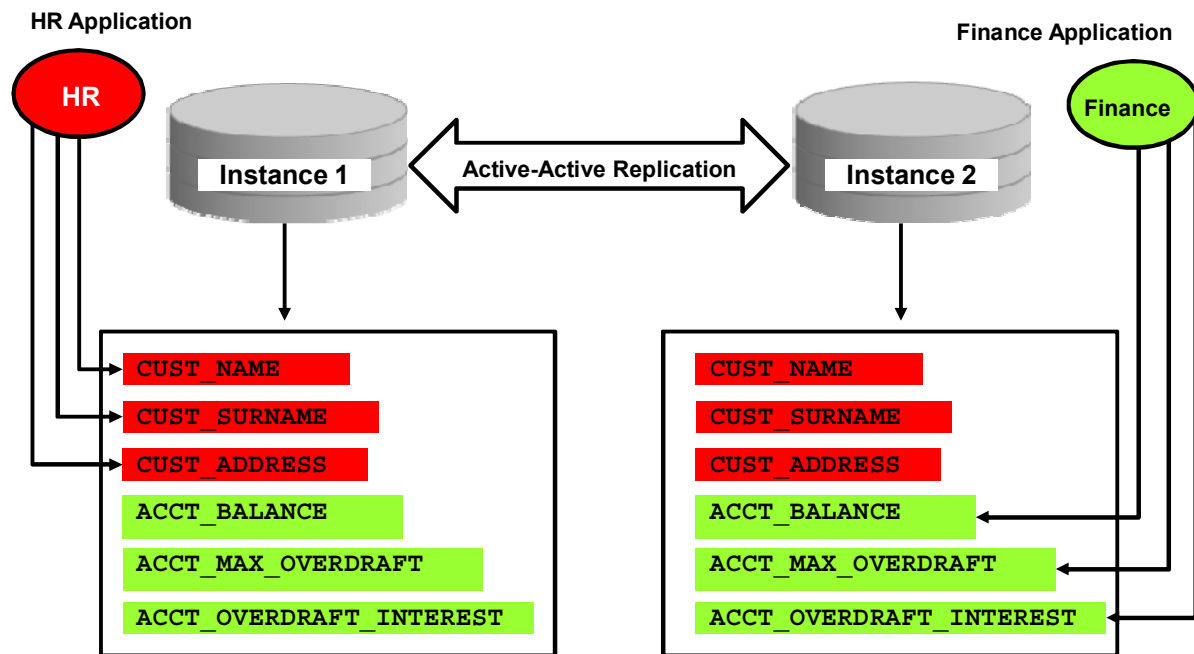 HR Application
Finance Application
HR
Finance
Instance 1
Active-Active Replication
Instance 2
CUST_NAME
CUST_SURNAME
CUST_ADDRESS
ACCT_BALANCE
ACCT_MAX_OVERDRAFT
ACCT_OVERDRAFT_INTEREST
CUST_NAME
CUST_SURNAME
CUST_ADDRESS
ACCT_BALANCE
ACCT_MAX_OVERDRAFT
ACCT_OVERDRAFT_INTEREST